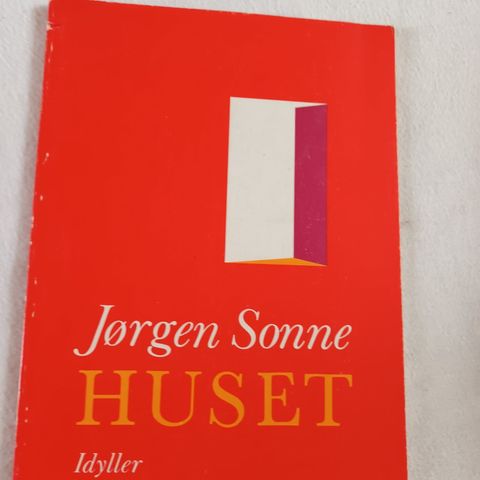 Jørgen Sonne
HUSET
Idyller